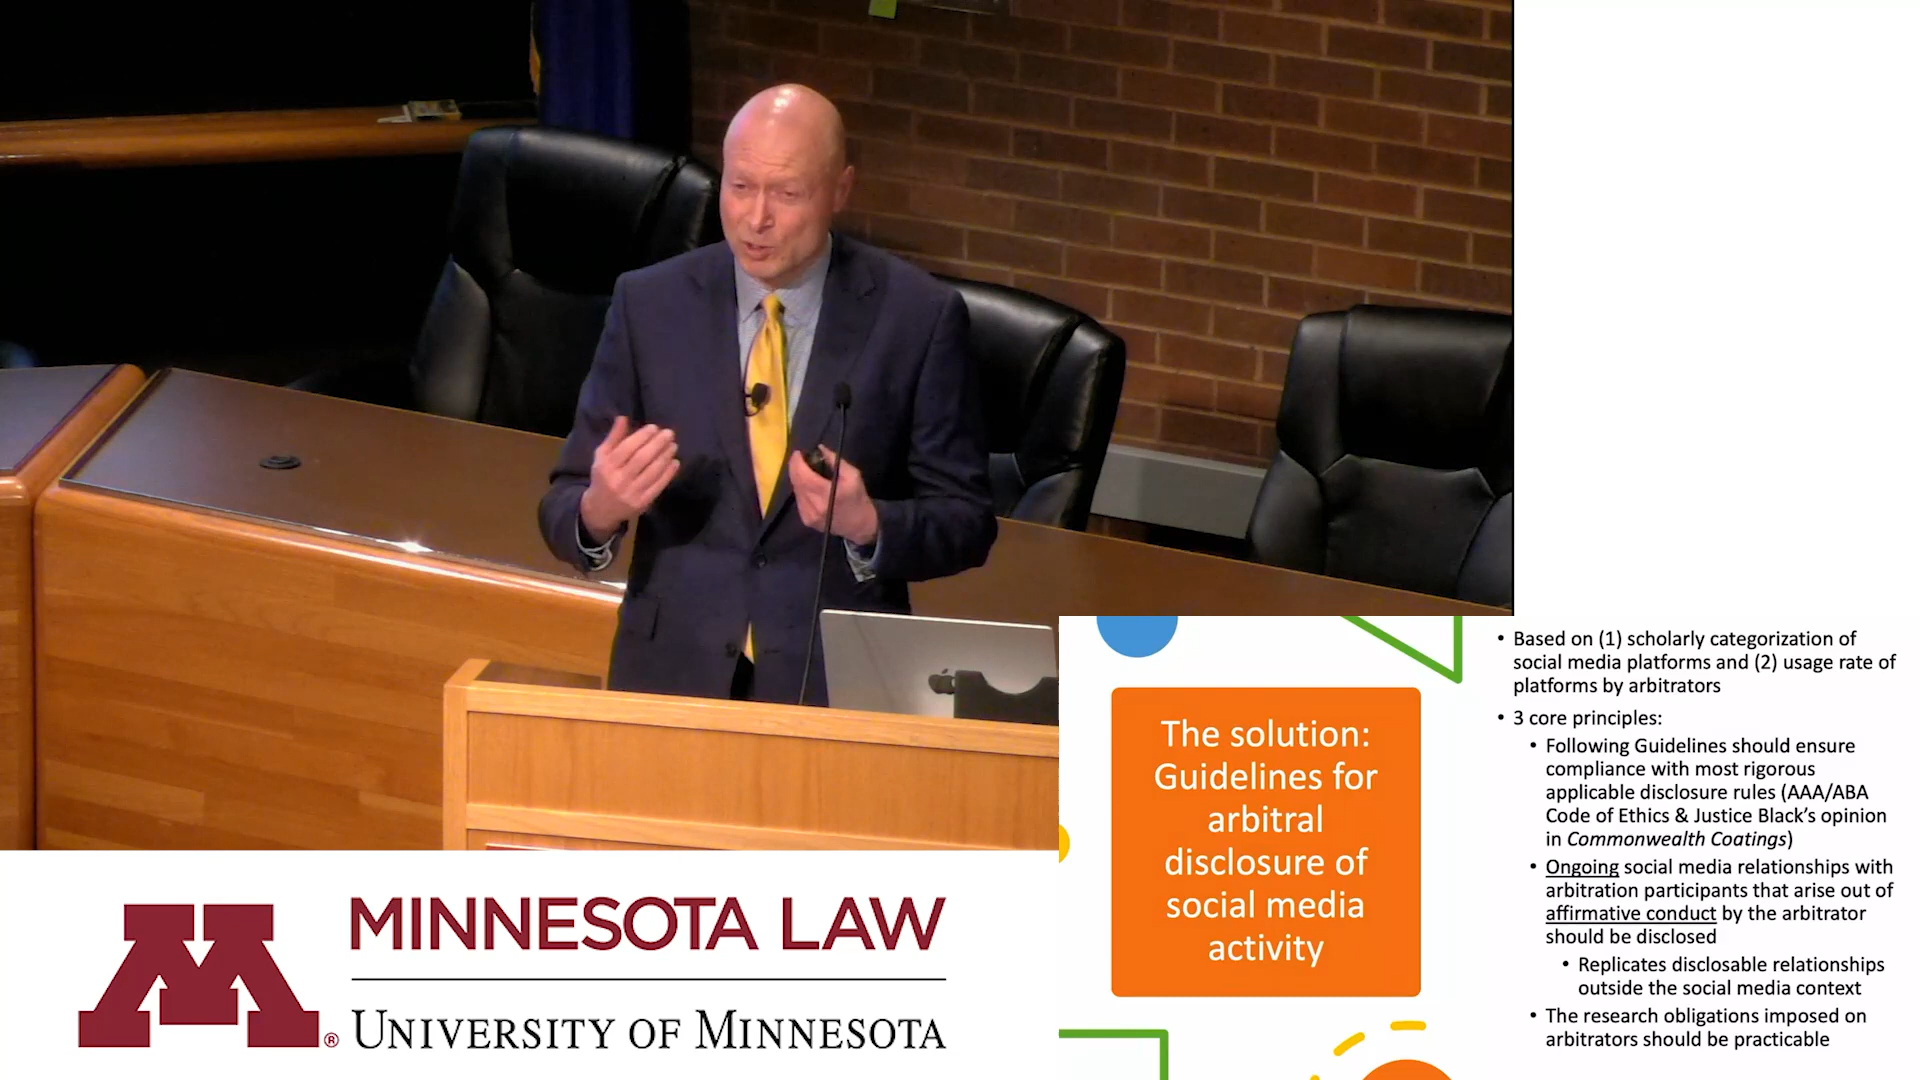 MINNESOTA LAW
UNIVERSITY OF MINNESOTA
®
The solution:
Guidelines for
arbitral
disclosure of
social media
activity
• Based on (1) scholarly categorization of
social media platforms and (2) usage rate of
platforms by arbitrators
• 3 core principles:
• Following Guidelines should ensure
compliance with most rigorous
applicable disclosure rules (AAA/ABA
Code of Ethics & Justice Black’s opinion
in Commonwealth Coatings)
• Ongoing social media relationships with
arbitration participants that arise out of
affirmative conduct by the arbitrator
should be disclosed
• Replicates disclosable relationships
outside the social media context
• The research obligations imposed on
arbitrators should be practicable